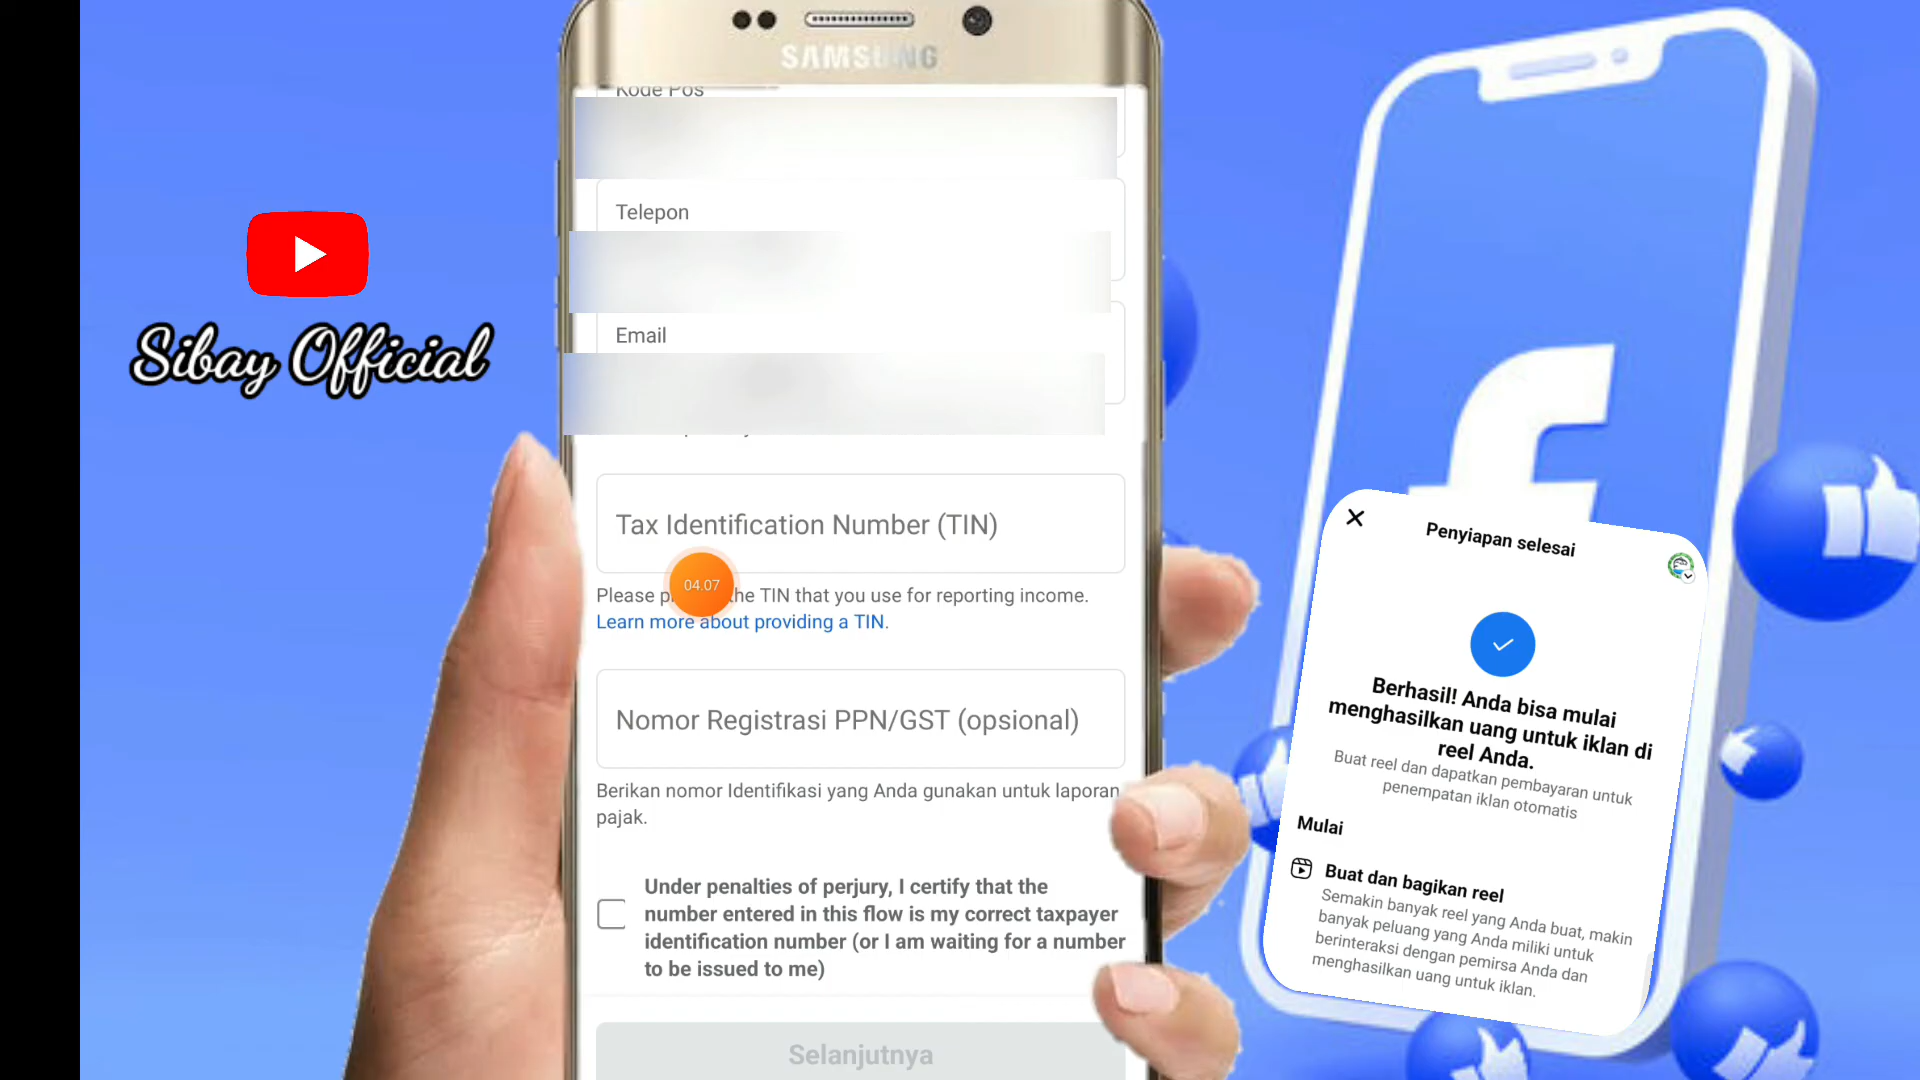 SAMSUNG
Kode Pos
Telepon
Email
Tax Identification Number (TIN)
04.07
Please p the TIN that you use for reporting income.
Learn more about providing a TIN.
Nomor Registrasi PPN/GST (opsional)
Berikan nomor Identifikasi yang Anda gunakan untuk laporan
pajak.
Under penalties of perjury, I certify that the
number entered in this flow is my correct taxpayer
identification number (or I am waiting for a number
to be issued to me)
Selanjutnya
Sibay Official
Penyiapan selesai
Berhasil! Anda bisa mulai
menghasilkan uang untuk iklan di
reel Anda.
Buat reel dan dapatkan pembayaran untuk
penempatan iklan otomatis
Mulai
Buat dan bagikan reel
Semakin banyak reel yang Anda buat, makin
banyak peluang yang Anda miliki untuk
berinteraksi dengan pemirsa Anda dan
menghasilkan uang untuk iklan.